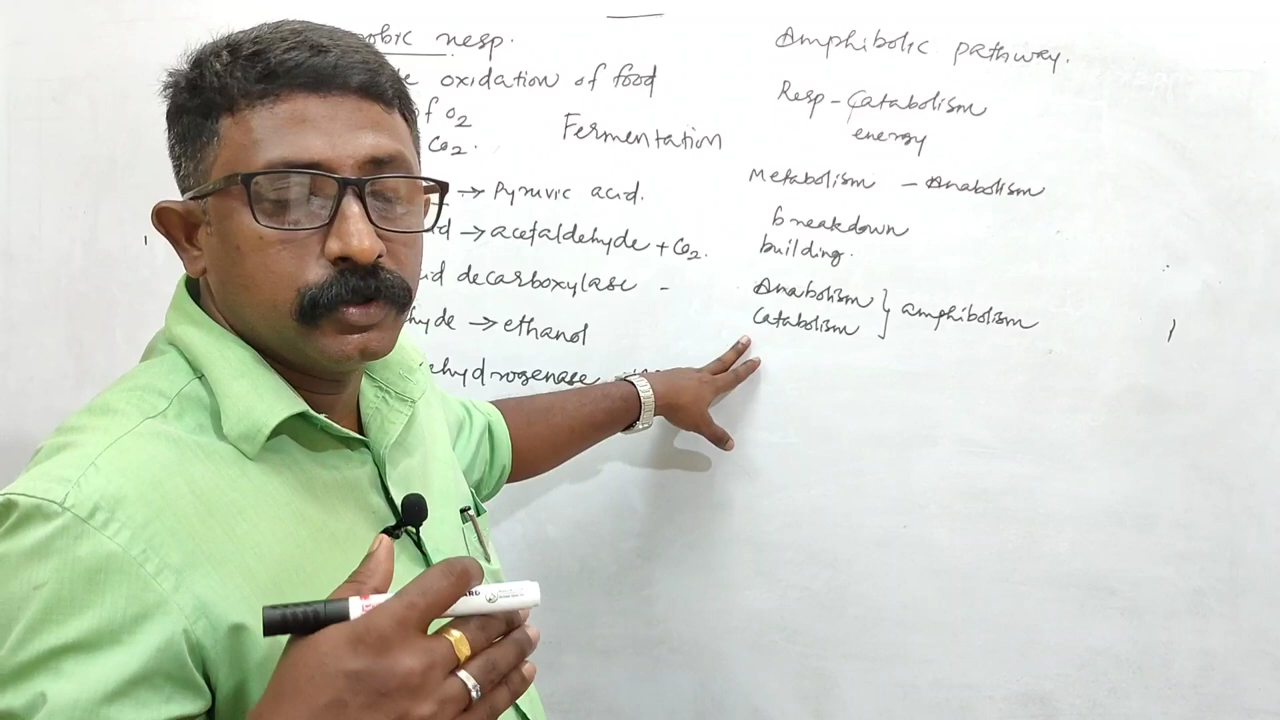 obic resp.
oxidation of food
of O2
CO2.
Fermentation
→ Pyruvic acid.
→ acetaldehyde + CO2.
decarboxylase -
hyde → ethanol
ehydrogenase
Amphibolic pathway.
Resp - Catabolism
energy
Metabolism - Anabolism
breakdown
building.
Anabolism
Catabolism } amphibolism